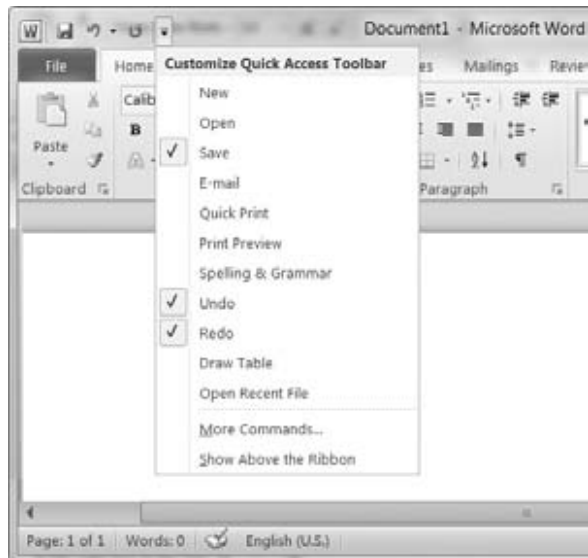 W Document1 - Microsoft Word
File Home Mailings
Customize Quick Access Toolbar
New
Open
Save
E-mail
Quick Print
Print Preview
Spelling & Grammar
Undo
Redo
Draw Table
Open Recent File
More Commands...
Show Above the Ribbon
Calib
B
Paste
Clipboard
Paragraph
Page: 1 of 1 Words: 0 English (U.S.)